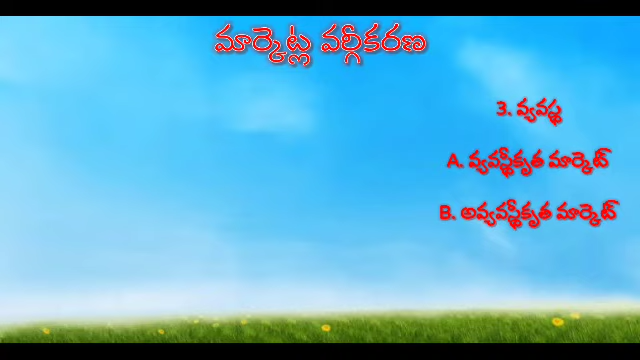 మార్కెట్ల వర్గీకరణ
3. వ్యవస్థ
A. వ్యవస్థీకృత మార్కెట్
B. అవ్యవస్థీకృత మార్కెట్